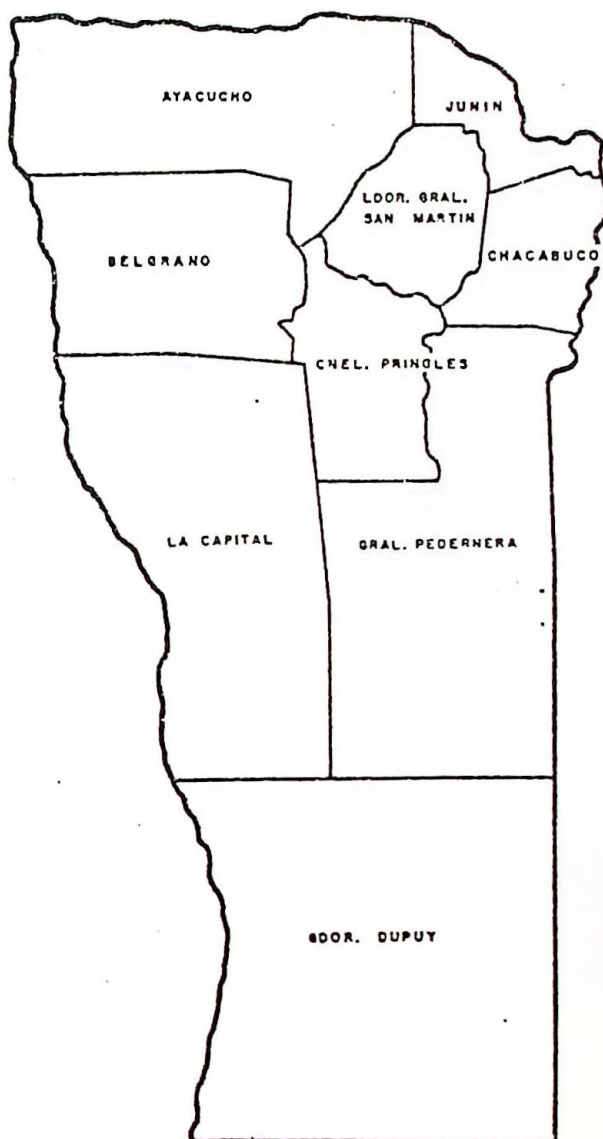 AYACUCHO
JUNIN
LDOR. GRAL.
SAN MARTIN
BELGRANO
CHACABUCO
CNEL. PRINGLES
LA CAPITAL
GRAL. PEDERNERA
GDOR. DUPUY